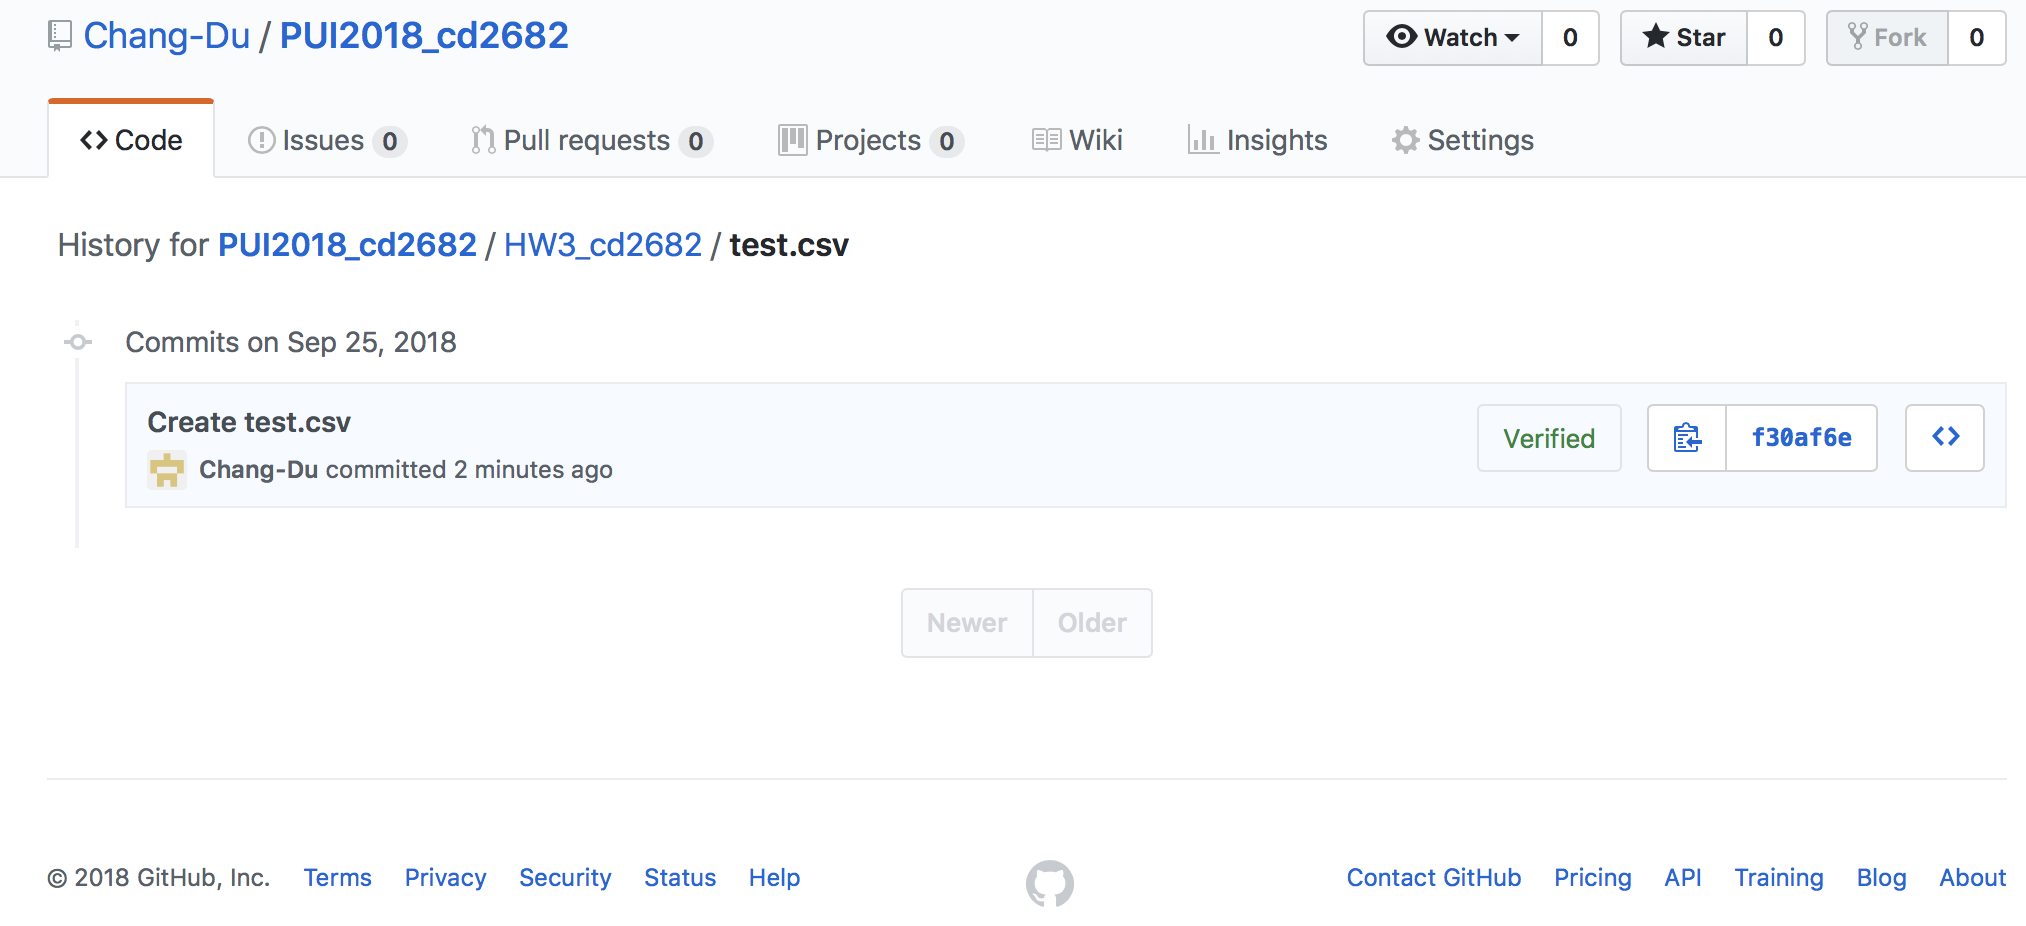 Chang-Du / PUI2018_cd2682
Watch 0 Star 0 Fork 0
Code Issues 0 Pull requests 0 Projects 0 Wiki Insights Settings
History for PUI2018_cd2682 / HW3_cd2682 / test.csv
Commits on Sep 25, 2018
Create test.csv
Chang-Du committed 2 minutes ago
Verified f30af6e
Newer Older
© 2018 GitHub, Inc. Terms Privacy Security Status Help Contact GitHub Pricing API Training Blog About